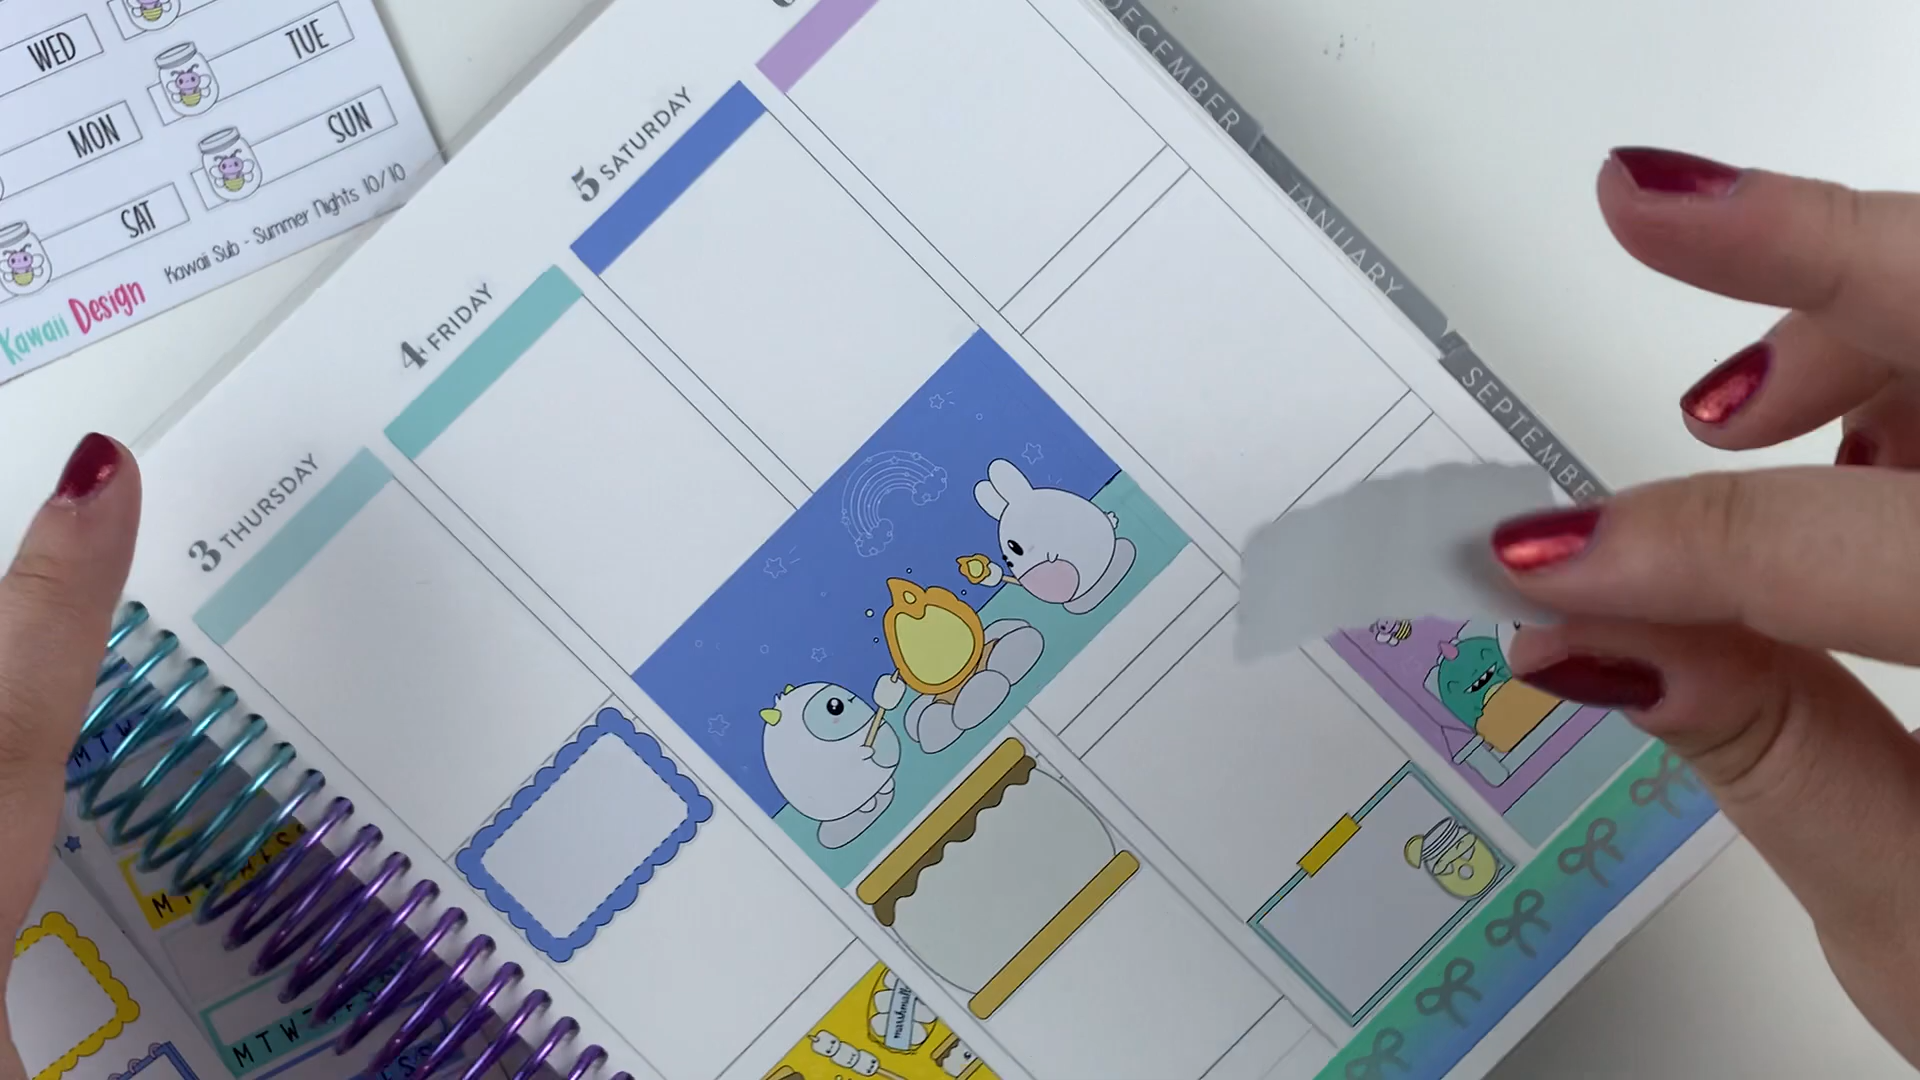 WED
TUE
MON
SUN
SAT
Kawaii Sub - Summer Nights 10/10
Kawaii Design
3 THURSDAY
4 FRIDAY
5 SATURDAY
DECEMBER
JANUARY
SEPTEMBER
M T W
M T W
marshmall